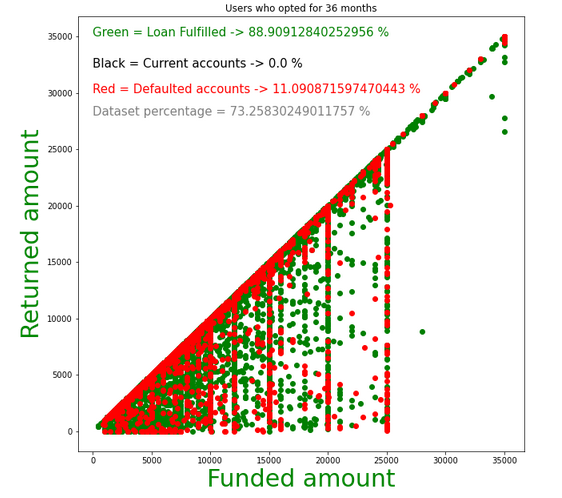 Users who opted for 36 months
Green = Loan Fulfilled -> 88.90912840252956 %
Black = Current accounts -> 0.0 %
Red = Defaulted accounts -> 11.090871597470443 %
Dataset percentage = 73.25830249011757 %
35000
30000
25000
20000
15000
10000
5000
0
Returned amount
0 5000 10000 15000 20000 25000 30000 35000
Funded amount